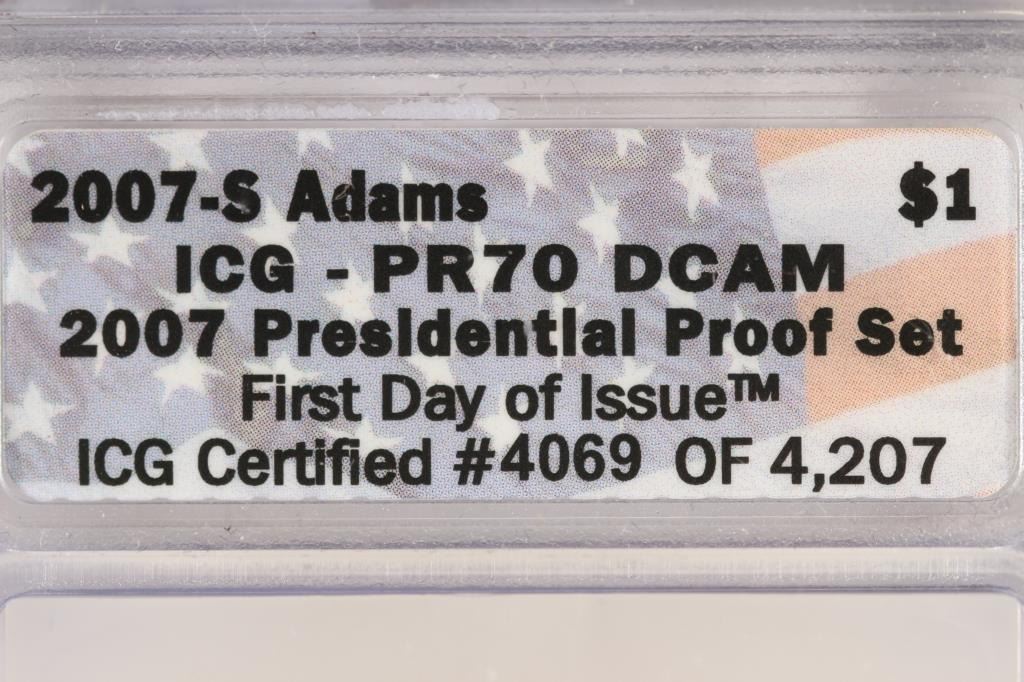 2007-S Adams $1
ICG - PR70 DCAM
2007 Presidential Proof Set
First Day of Issue™
ICG Certified #4069 OF 4,207